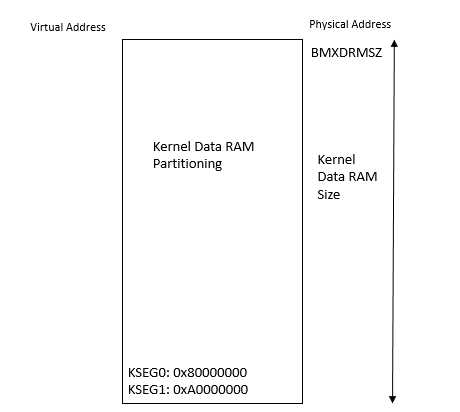 Virtual Address
Physical Address
BMXDRMSZ
Kernel Data RAM
Partitioning
Kernel
Data RAM
Size
KSEG0: 0x80000000
KSEG1: 0xA0000000